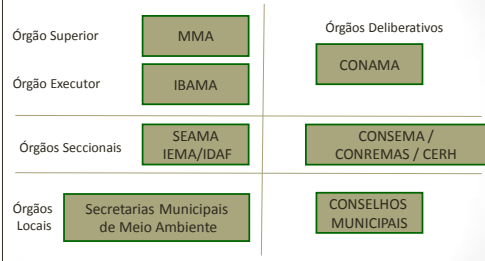 Órgão Superior
MMA
Órgãos Deliberativos
CONAMA
Órgão Executor
IBAMA
Órgãos Seccionais
SEAMA
IEMA/IDAF
CONSEMA /
CONREMAS / CERH
Órgãos
Locais
Secretarias Municipais
de Meio Ambiente
CONSELHOS
MUNICIPAIS